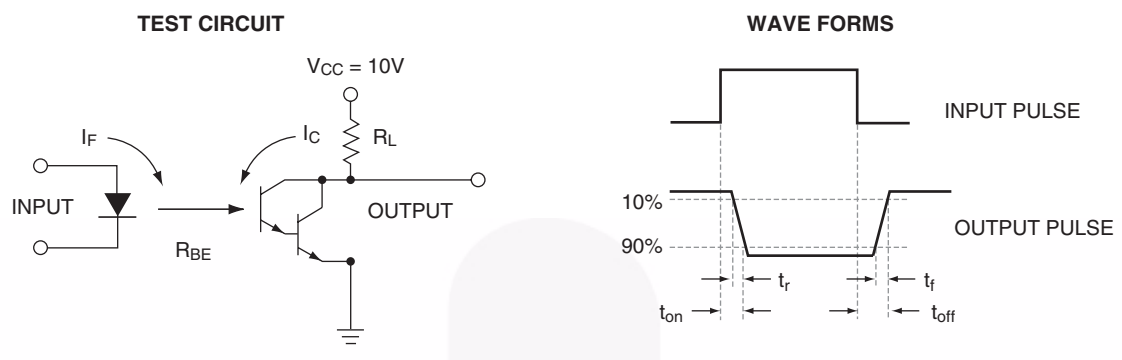 TEST CIRCUIT
VCC = 10V
IF
IC
RL
INPUT
OUTPUT
RBE
WAVE FORMS
INPUT PULSE
10%
OUTPUT PULSE
90%
tr
tf
ton
toff